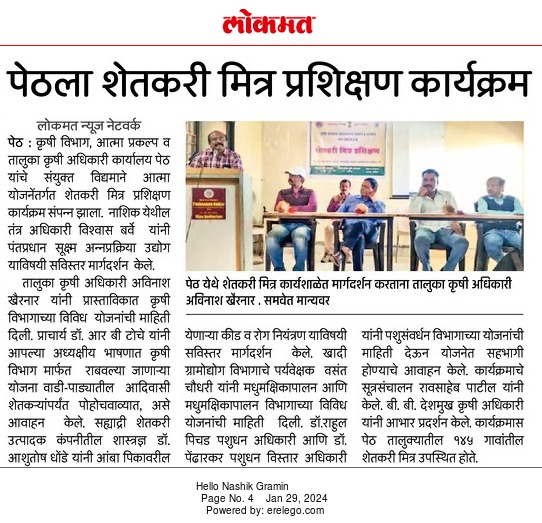 लोकमत
पेठला शेतकरी मित्र प्रशिक्षण कार्यक्रम
लोकमत न्यूज नेटवर्क
पेठ : कृषी विभाग, आत्मा प्रकल्प व
तालुका कृषी अधिकारी कार्यालय पेठ
यांचे संयुक्त विद्यमाने आत्मा
योजनेंतर्गत शेतकरी मित्र प्रशिक्षण
कार्यक्रम संपन्न झाला. नाशिक येथील
तंत्र अधिकारी विश्वास बर्वे यांनी
पंतप्रधान सूक्ष्म अन्नप्रक्रिया उद्योग
याविषयी सविस्तर मार्गदर्शन केले.
तालुका कृषी अधिकारी अविनाश
खैरनार यांनी प्रास्ताविकात कृषी
विभागाच्या विविध योजनांची माहिती
दिली. प्राचार्य डॉ. आर बी टोचे यांनी
आपल्या अध्यक्षीय भाषणात कृषी
विभाग मार्फत राबवल्या जाणाऱ्या
योजना वाडी-पाड्यातील आदिवासी
शेतकऱ्यांपर्यंत पोहोचवाव्यात, असे
आवाहन केले. सह्याद्री शेतकरी
उत्पादक कंपनीतील शास्त्रज्ञ डॉ.
आशुतोष धोंडे यांनी आंबा पिकावरील
शेतकरी मित्र प्रशिक्षण
पेठ येथे शेतकरी मित्र कार्यशाळेत मार्गदर्शन करताना तालुका कृषी अधिकारी
अविनाश खैरनार . समवेत मान्यवर
येणाऱ्या कीड व रोग नियंत्रण याविषयी
सविस्तर मार्गदर्शन केले. खादी
ग्रामोद्योग विभागाचे पर्यवेक्षक वसंत
चौधरी यांनी मधुमक्षिकापालन आणि
मधुमक्षिकापालन विभागाच्या विविध
योजनांची माहिती दिली. डॉ.राहुल
पिचड पशुधन अधिकारी आणि डॉ.
पेंढारकर पशुधन विस्तार अधिकारी
यांनी पशुसंवर्धन विभागाच्या योजनांची
माहिती देऊन योजनेत सहभागी
होण्याचे आवाहन केले. कार्यक्रमाचे
सूत्रसंचालन रावसाहेब पाटील यांनी
केले. बी. बी. देशमुख कृषी अधिकारी
यांनी आभार प्रदर्शन केले. कार्यक्रमास
पेठ तालुक्यातील १४५ गावांतील
शेतकरी मित्र उपस्थित होते.
Hello Nashik Gramin
Page No. 4 Jan 29, 2024
Powered by: erelego.com